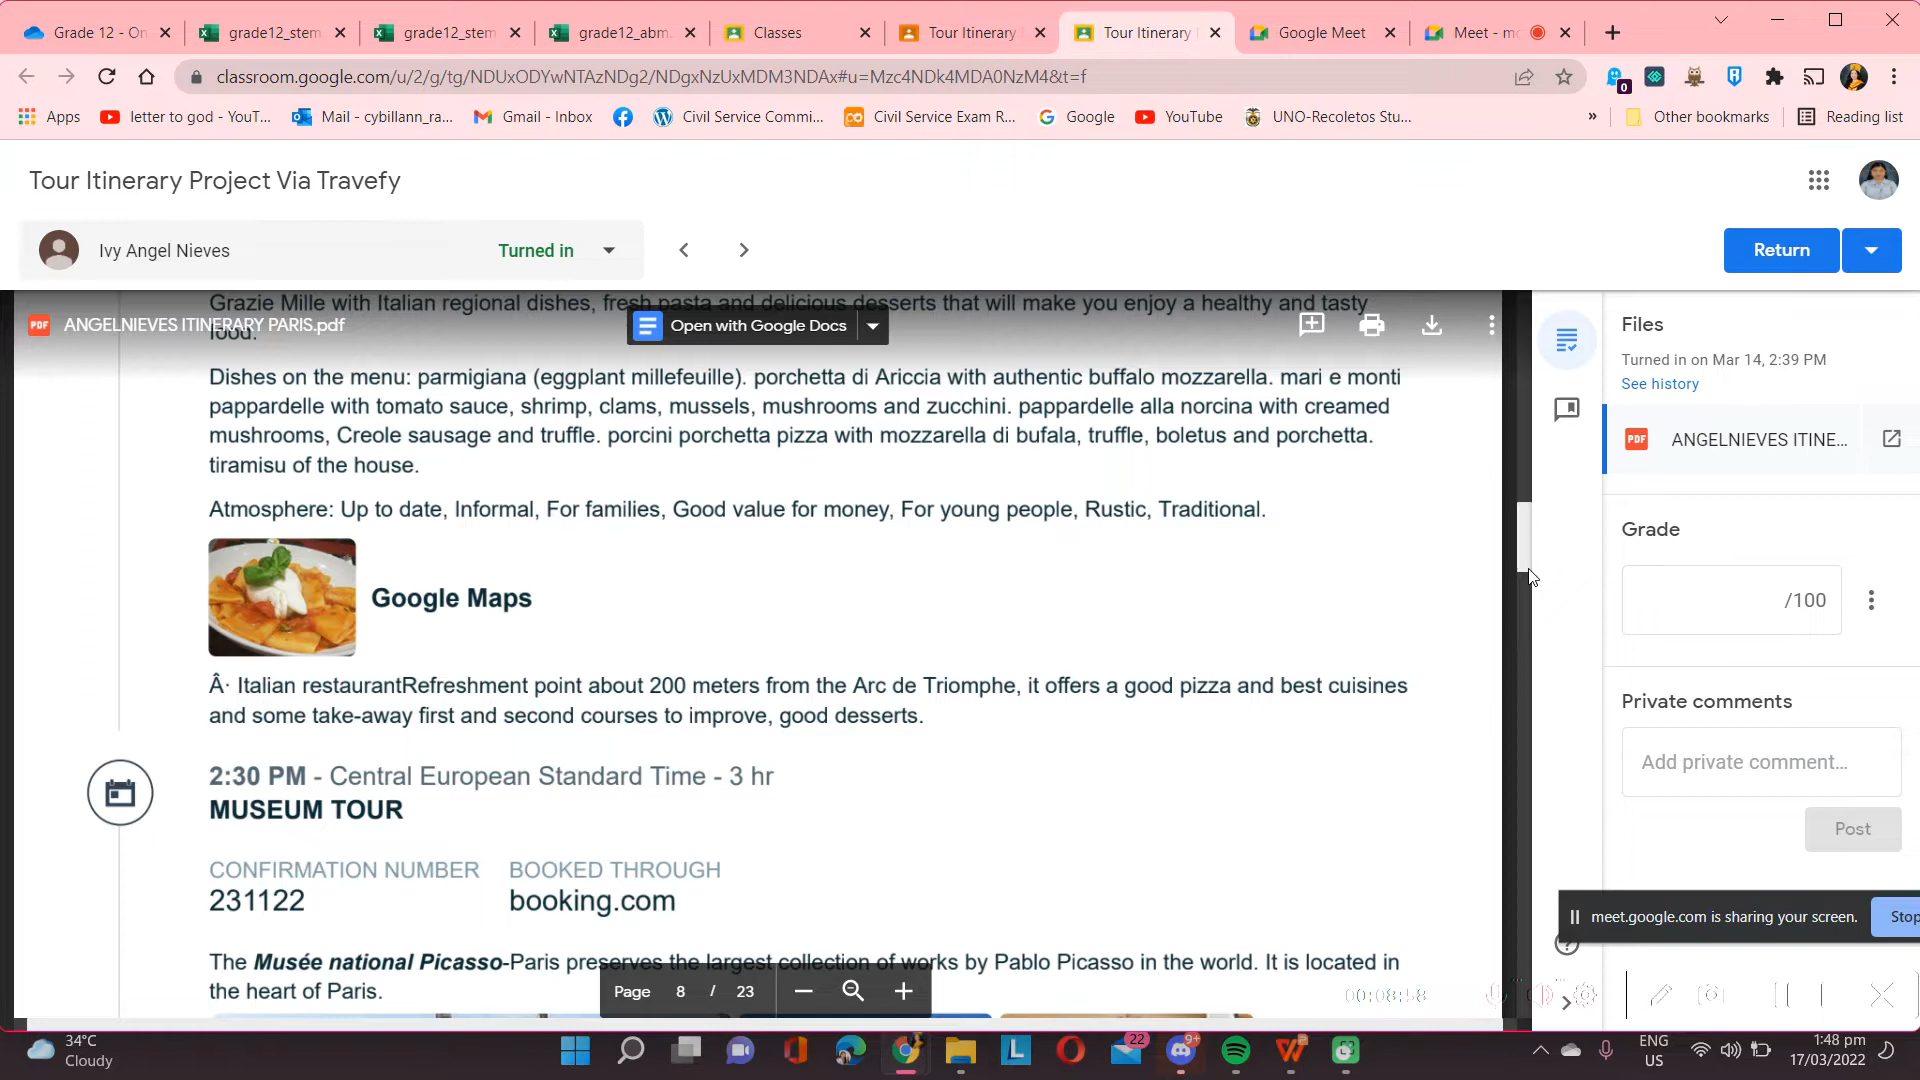 Grade 12 - On
grade12_stem
grade12_stem
grade12_abm.
Classes
Tour Itinerary
Tour Itinerary
Google Meet
Meet - mc
classroom.google.com/u/2/g/tg/NDUxODYwNTAzNDg2/NDgxNzUxMDM3NDAx#u=Mzc4NDk4MDA0NzM4&t=f
0
Apps
letter to god - YouT...
Mail - cybillann_ra...
Gmail - Inbox
Civil Service Commi...
Civil Service Exam R...
Google
YouTube
UNO-Recoletos Stu...
»
Other bookmarks
Reading list
Tour Itinerary Project Via Travefy
Ivy Angel Nieves
Turned in
Return
Grazie Mille with Italian regional dishes, fresh pasta and delicious desserts that will make you enjoy a healthy and tasty
food.
PDF ANGELNIEVES ITINERARY PARIS.pdf
Open with Google Docs
Dishes on the menu: parmigiana (eggplant millefeuille). porchetta di Ariccia with authentic buffalo mozzarella. mari e monti
pappardelle with tomato sauce, shrimp, clams, mussels, mushrooms and zucchini. pappardelle alla norcina with creamed
mushrooms, Creole sausage and truffle. porcini porchetta pizza with mozzarella di bufala, truffle, boletus and porchetta.
tiramisu of the house.
Atmosphere: Up to date, Informal, For families, Good value for money, For young people, Rustic, Traditional.
Google Maps
Â· Italian restaurantRefreshment point about 200 meters from the Arc de Triomphe, it offers a good pizza and best cuisines
and some take-away first and second courses to improve, good desserts.
2:30 PM - Central European Standard Time - 3 hr
MUSEUM TOUR
CONFIRMATION NUMBER
BOOKED THROUGH
231122
booking.com
The Musée national Picasso-Paris preserves the largest collection of works by Pablo Picasso in the world. It is located in
the heart of Paris.
Page 8 / 23
Files
Turned in on Mar 14, 2:39 PM
See history
PDF ANGELNIEVES ITINE...
Grade
/100
Private comments
Add private comment...
Post
meet.google.com is sharing your screen.
Stop
00:08:58
34°C
Cloudy
22
9+
ENG
US
1:48 pm
17/03/2022